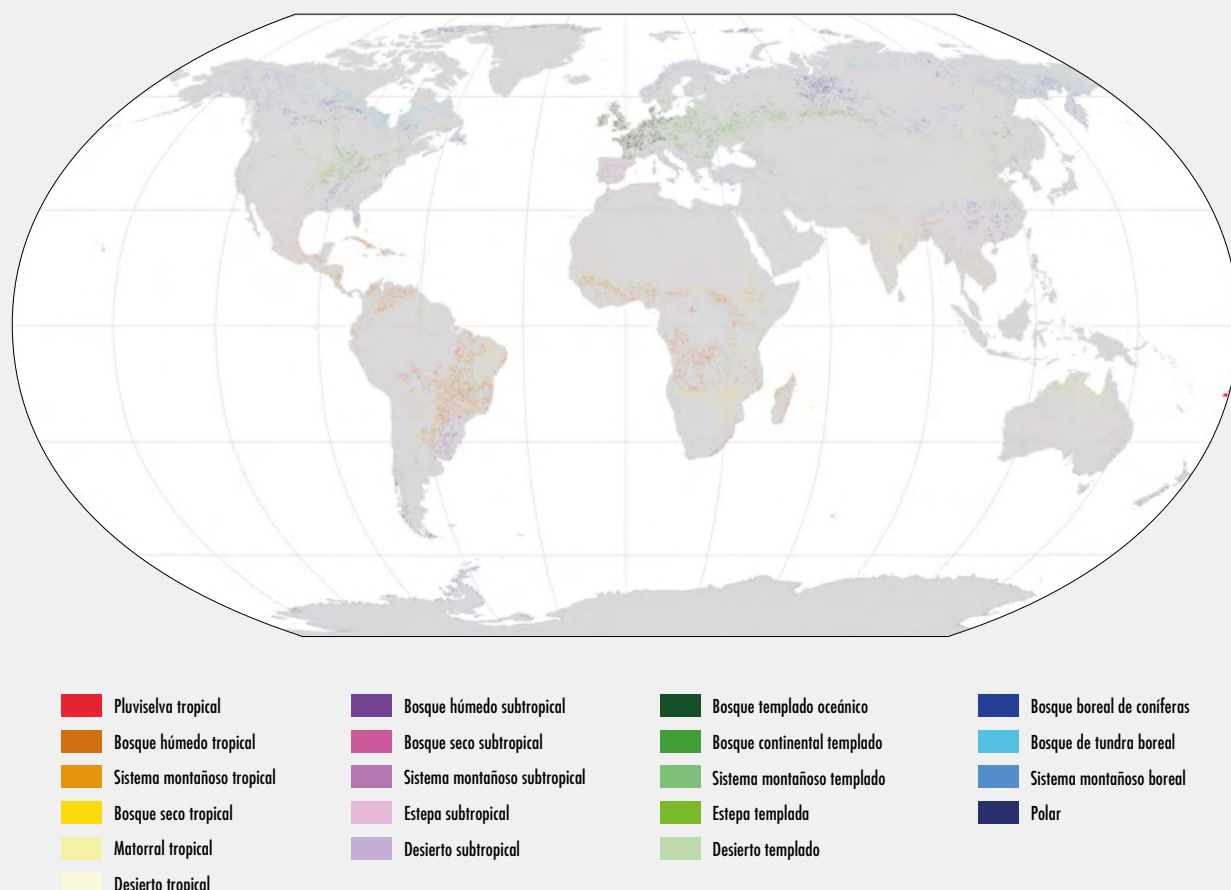 Pluviselva tropical
Bosque húmedo tropical
Sistema montañoso tropical
Bosque seco tropical
Matorral tropical
Desierto tropical
Bosque húmedo subtropical
Bosque seco subtropical
Sistema montañoso subtropical
Estepa subtropical
Desierto subtropical
Bosque templado oceánico
Bosque continental templado
Sistema montañoso templado
Estepa templada
Desierto templado
Bosque boreal de coníferas
Bosque de tundra boreal
Sistema montañoso boreal
Polar